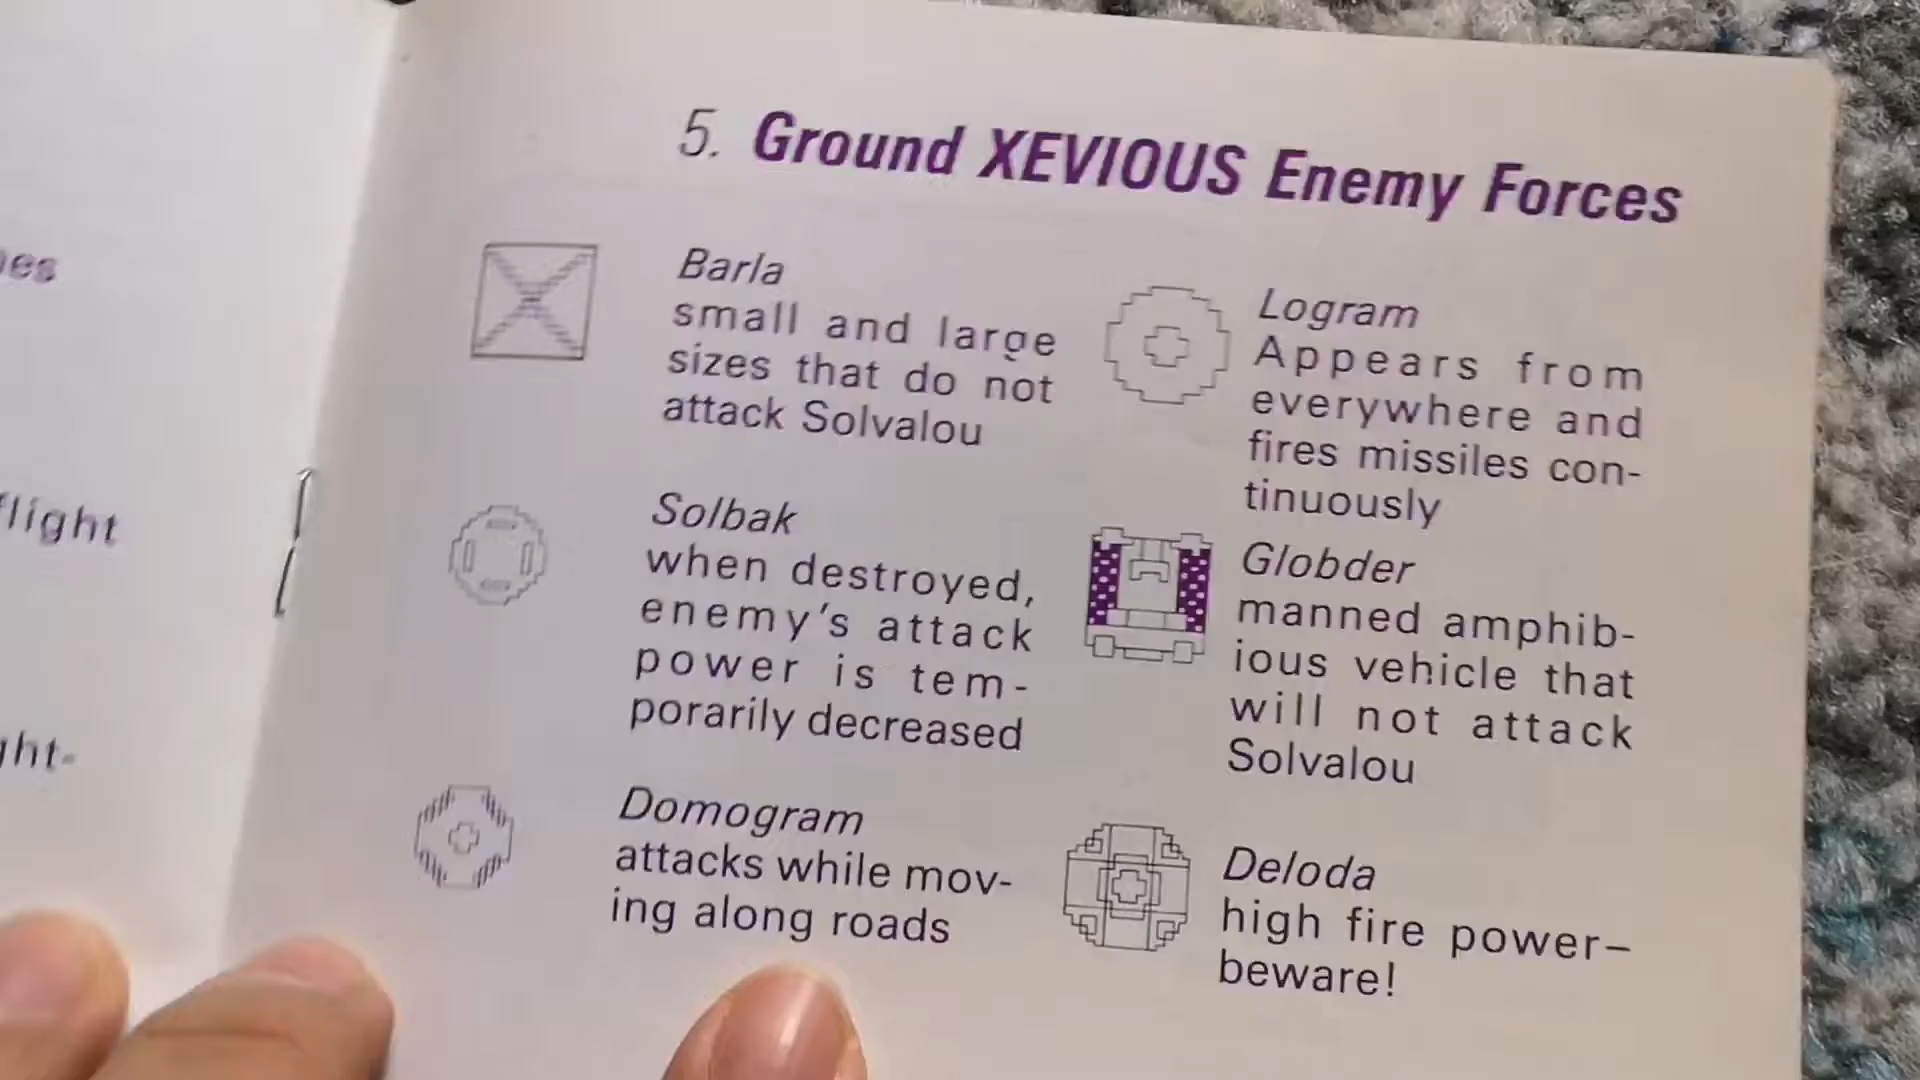 5. Ground XEVIOUS Enemy Forces
Barla
small and large
sizes that do not
attack Solvalou
Logram
Appears from
everywhere and
fires missiles con-
tinuously
Solbak
when destroyed,
enemy's attack
power is tem-
porarily decreased
Globder
manned amphib-
ious vehicle that
will not attack
Solvalou
Domogram
attacks while mov-
ing along roads
Deloda
high fire power–
beware!
flight